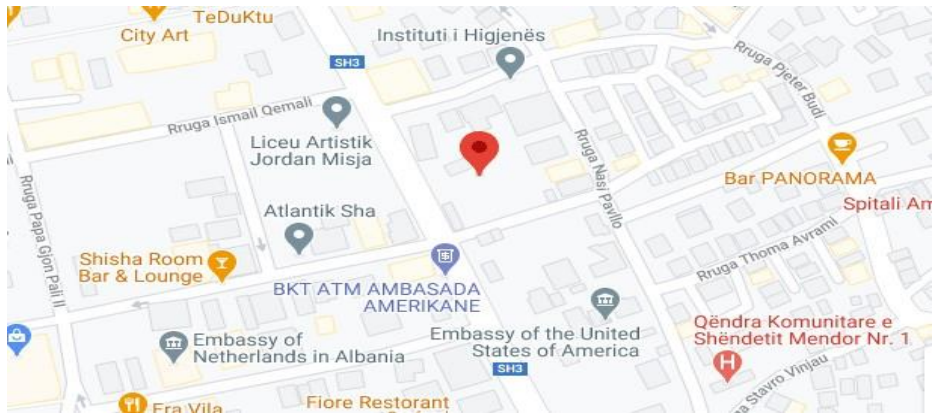 TeDuKtu
City Art
Instituti i Higjenës
SH3
Rruga Pjeter Budi
Rruga Ismail Qemali
Liceu Artistik
Jordan Misja
Rruga Nasi Pavllo
Bar PANORAMA
Spitali Am
Atlantik Sha
Rruga Papa Gjon Pali II
Rruga Thoma Avrami
Shisha Room
Bar & Lounge
BKT ATM AMBASADA
AMERIKANE
Embassy of
Netherlands in Albania
Embassy of the United
States of America
Qëndra Komunitare e
Shëndetit Mendor Nr. 1
SH3
a Stavro Vinjau
Era Vila
Fiore Restorant